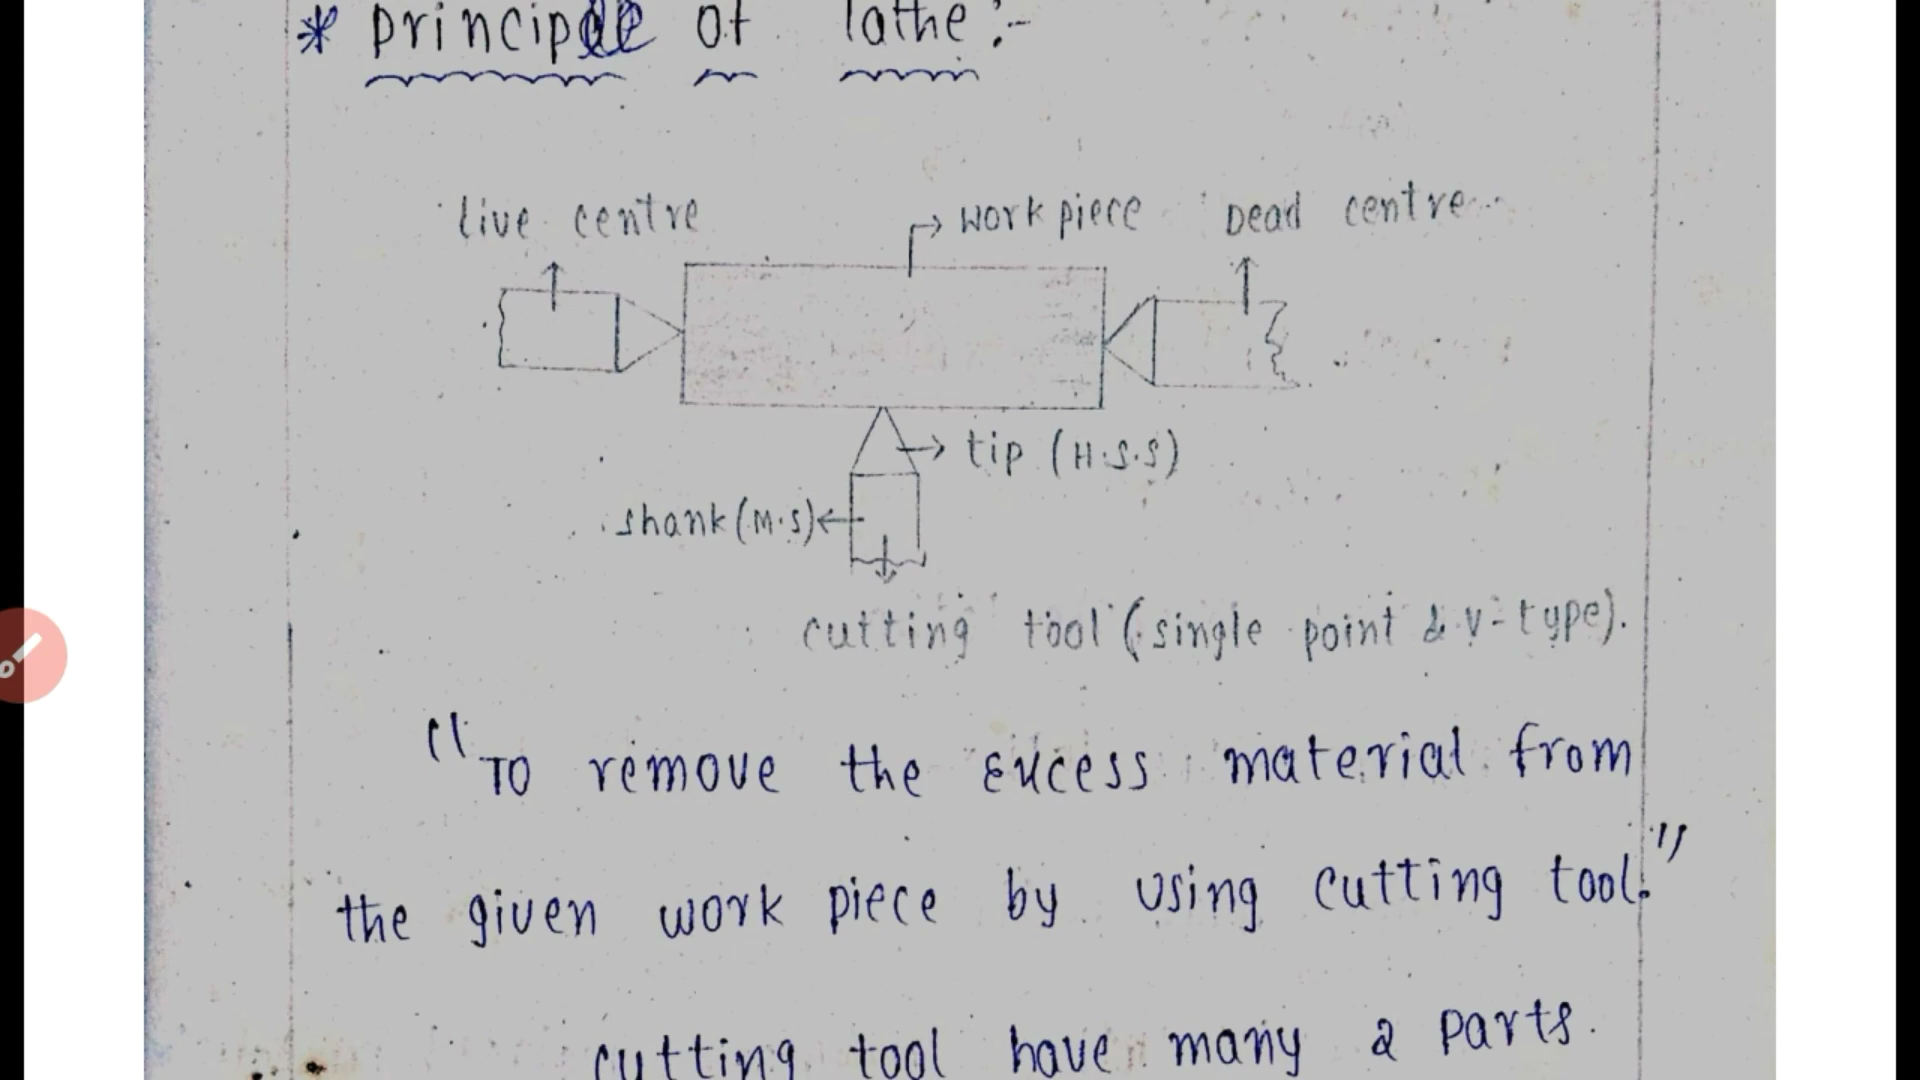 * principle of lathe :-
live centre
work piece
Dead centre
tip (H.S.S)
shank (M.S)
cutting tool (single point & v-type).
"To remove the excess material from
the given work piece by using cutting tool."
cutting tool have many 2 parts.